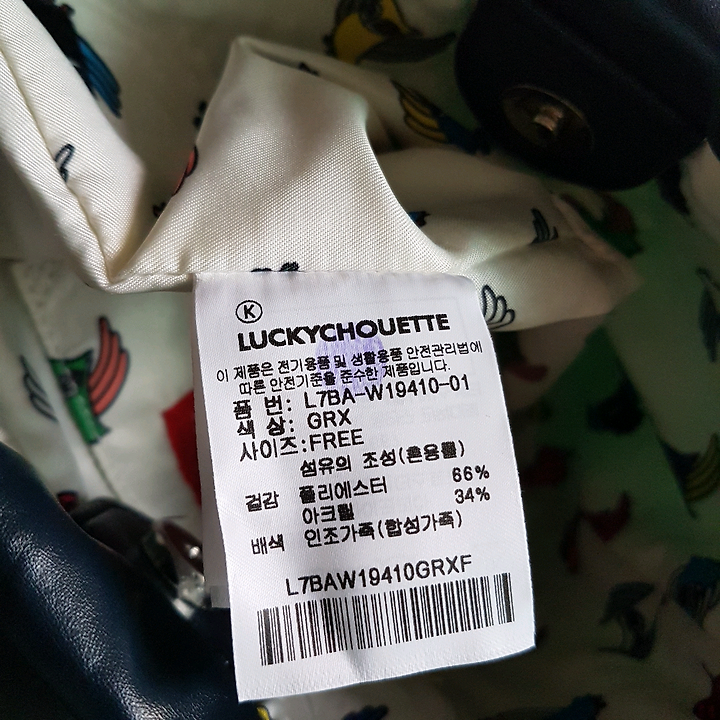 K
LUCKYCHOUETTE
이 제품은 전기용품 및 생활용품 안전관리법에
따른 안전기준을 준수한 제품입니다.
품 번: L7BA-W19410-01
색 상: GRX
사이즈:FREE
섬유의 조성(혼용률)
겉감 폴리에스터 66%
아크릴 34%
배색 인조가죽(합성가죽)
L7BAW19410GRXF